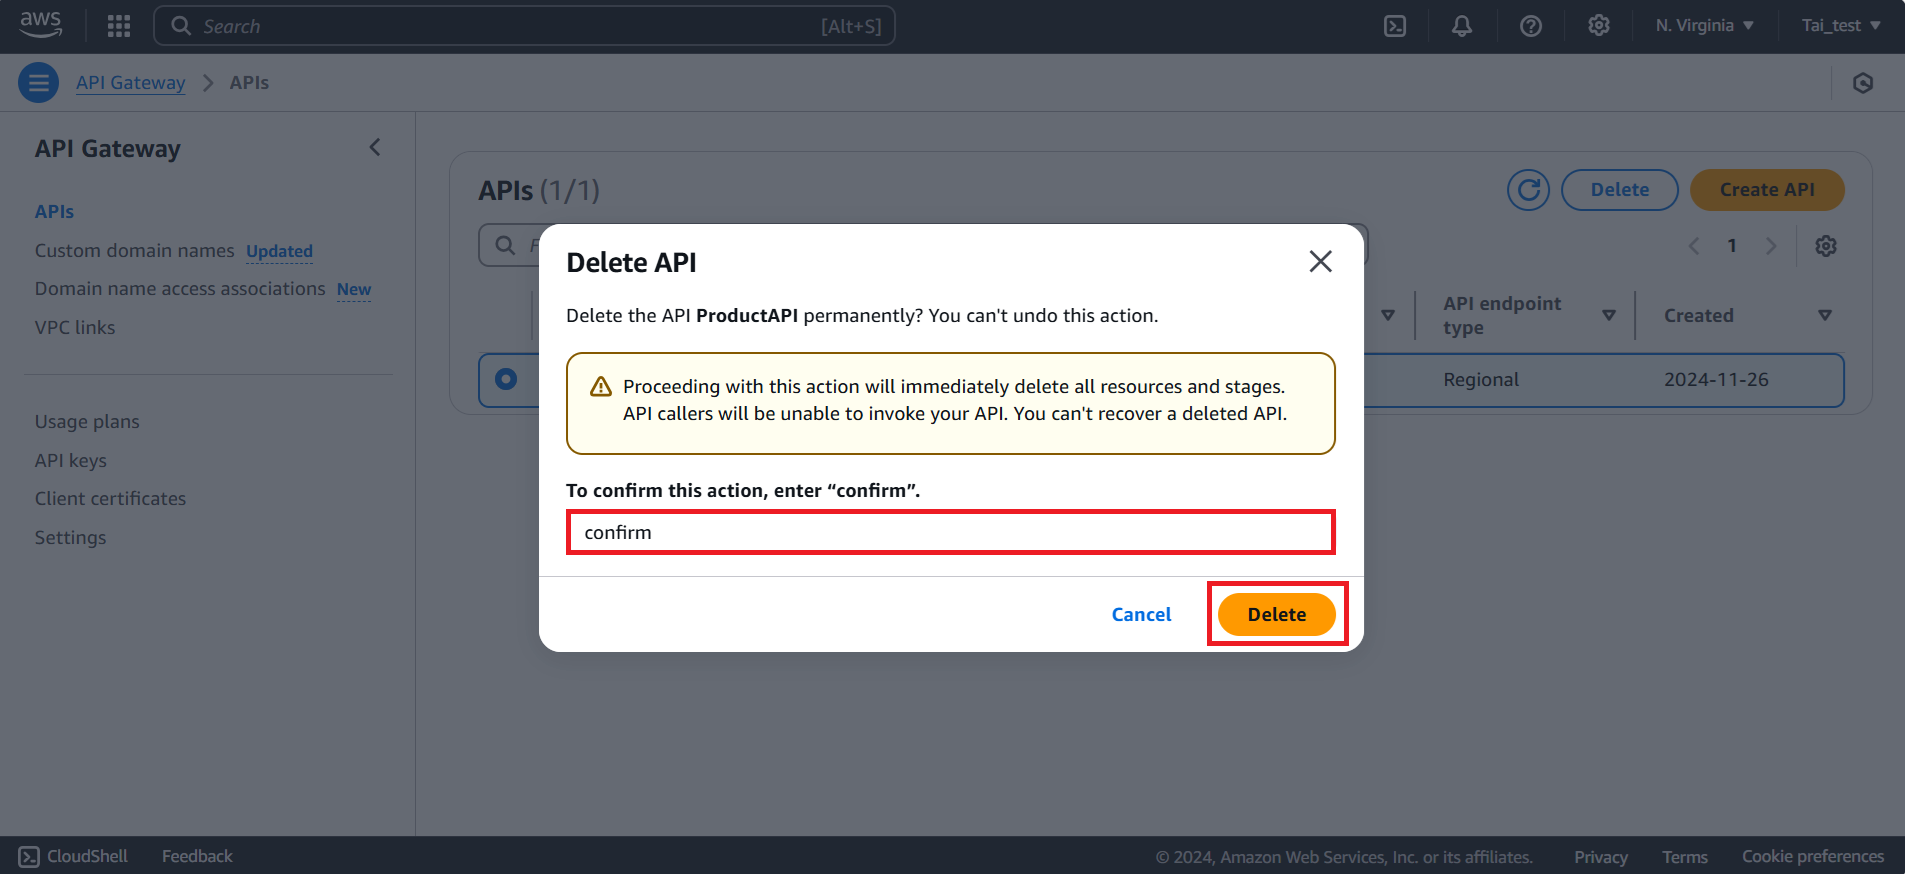 aws
Search
[Alt+S]
N. Virginia
Tai_test
API Gateway
APIs
API Gateway
APIs
Custom domain names Updated
Domain name access associations New
VPC links
Usage plans
API keys
Client certificates
Settings
APIs (1/1)
Delete
Create API
1
API endpoint
type
Created
Regional
2024-11-26
Delete API
Delete the API ProductAPI permanently? You can't undo this action.
Proceeding with this action will immediately delete all resources and stages.
API callers will be unable to invoke your API. You can't recover a deleted API.
To confirm this action, enter “confirm”.
confirm
Cancel
Delete
CloudShell
Feedback
© 2024, Amazon Web Services, Inc. or its affiliates.
Privacy
Terms
Cookie preferences